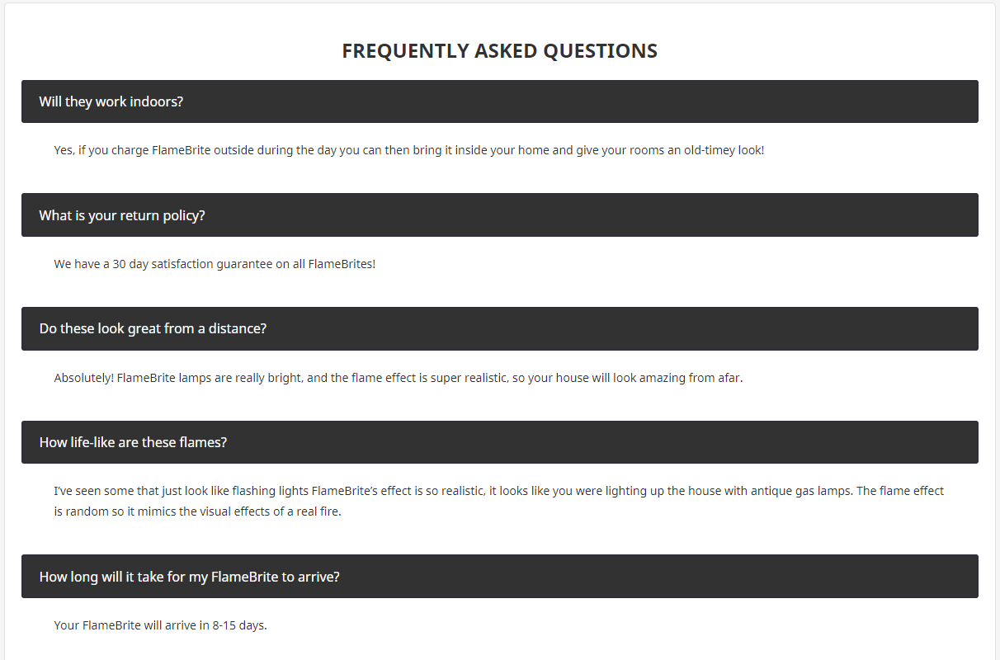 FREQUENTLY ASKED QUESTIONS
Will they work indoors?
Yes, if you charge FlameBrite outside during the day you can then bring it inside your home and give your rooms an old-timey look!
What is your return policy?
We have a 30 day satisfaction guarantee on all FlameBrites!
Do these look great from a distance?
Absolutely! FlameBrite lamps are really bright, and the flame effect is super realistic, so your house will look amazing from afar.
How life-like are these flames?
I’ve seen some that just look like flashing lights FlameBrite’s effect is so realistic, it looks like you were lighting up the house with antique gas lamps. The flame effect
is random so it mimics the visual effects of a real fire.
How long will it take for my FlameBrite to arrive?
Your FlameBrite will arrive in 8-15 days.